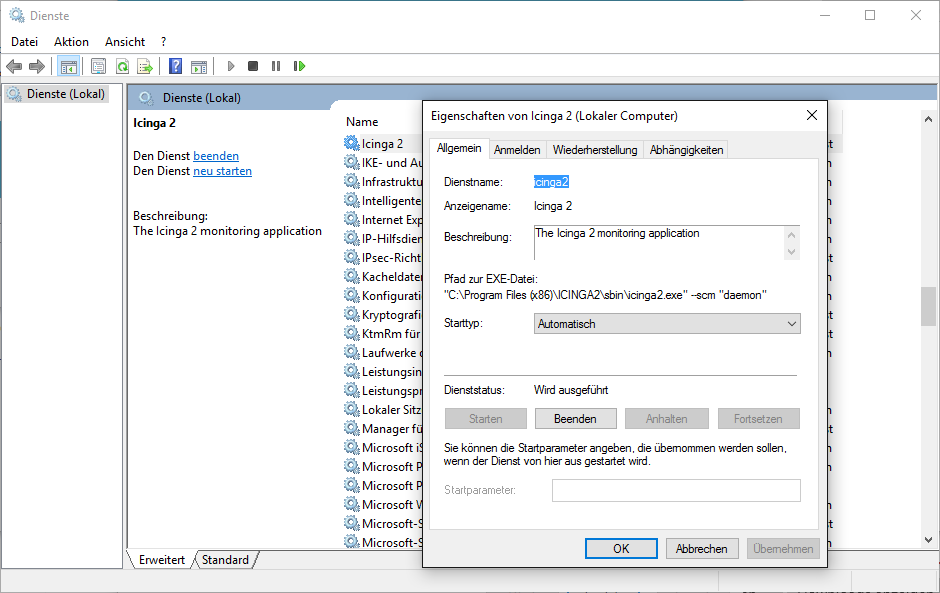 Dienste
Datei Aktion Ansicht ?
Dienste (Lokal)
Dienste (Lokal)
Icinga 2
Den Dienst beenden
Den Dienst neu starten
Beschreibung:
The Icinga 2 monitoring application
Name
Icinga 2
IKE- und Au
Infrastruktu
Intelligente
Internet Exp
IP-Hilfsdien
IPsec-Richt
Kacheldater
Konfigurati
Kryptografi
KtmRm für
Laufwerke
Leistungsin
Leistungspr
Lokaler Sitz
Manager fü
Microsoft iS
Microsoft P
Microsoft P
Microsoft W
Microsoft-S
Microsoft-S
Erweitert Standard
Eigenschaften von Icinga 2 (Lokaler Computer)
Allgemein Anmelden Wiederherstellung Abhängigkeiten
Dienstname: icinga2
Anzeigename: Icinga 2
Beschreibung: The Icinga 2 monitoring application
Pfad zur EXE-Datei:
"C:\Program Files (x86)\ICINGA2\sbin\icinga2.exe" --scm "daemon"
Starttyp: Automatisch
Dienststatus: Wird ausgeführt
Starten Beenden Anhalten Fortsetzen
Sie können die Startparameter angeben, die übernommen werden sollen,
wenn der Dienst von hier aus gestartet wird.
Startparameter:
OK Abbrechen Übernehmen